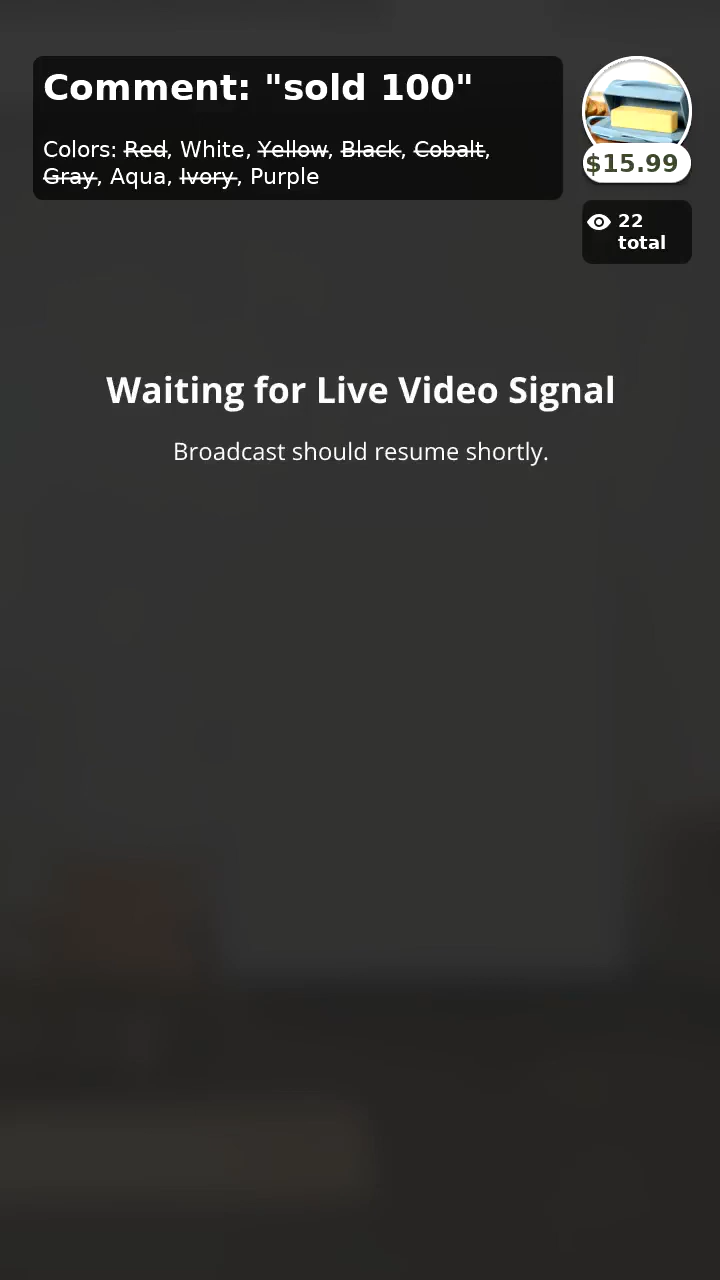 Comment: "sold 100"
Colors: Red, White, Yellow, Black, Cobalt,
Gray, Aqua, Ivory, Purple
$15.99
22
total
Waiting for Live Video Signal
Broadcast should resume shortly.